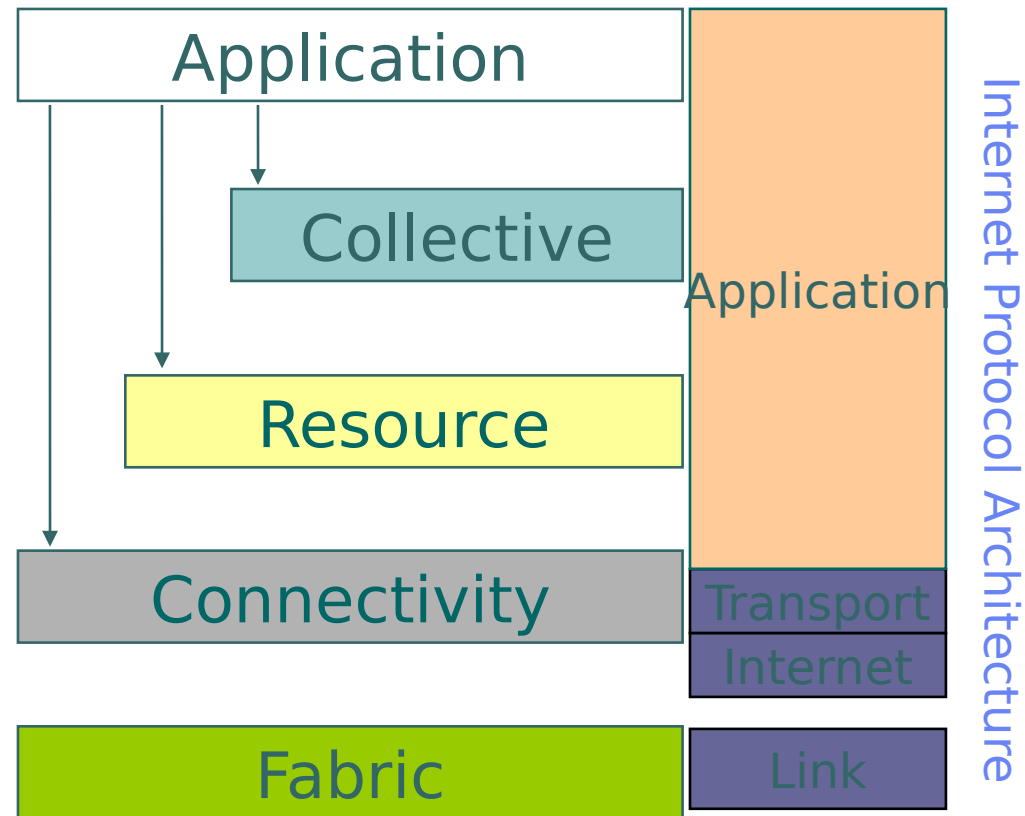 Application
Collective
Application
Resource
Connectivity
Transport
Internet
Fabric
Link
Internet Protocol Architecture